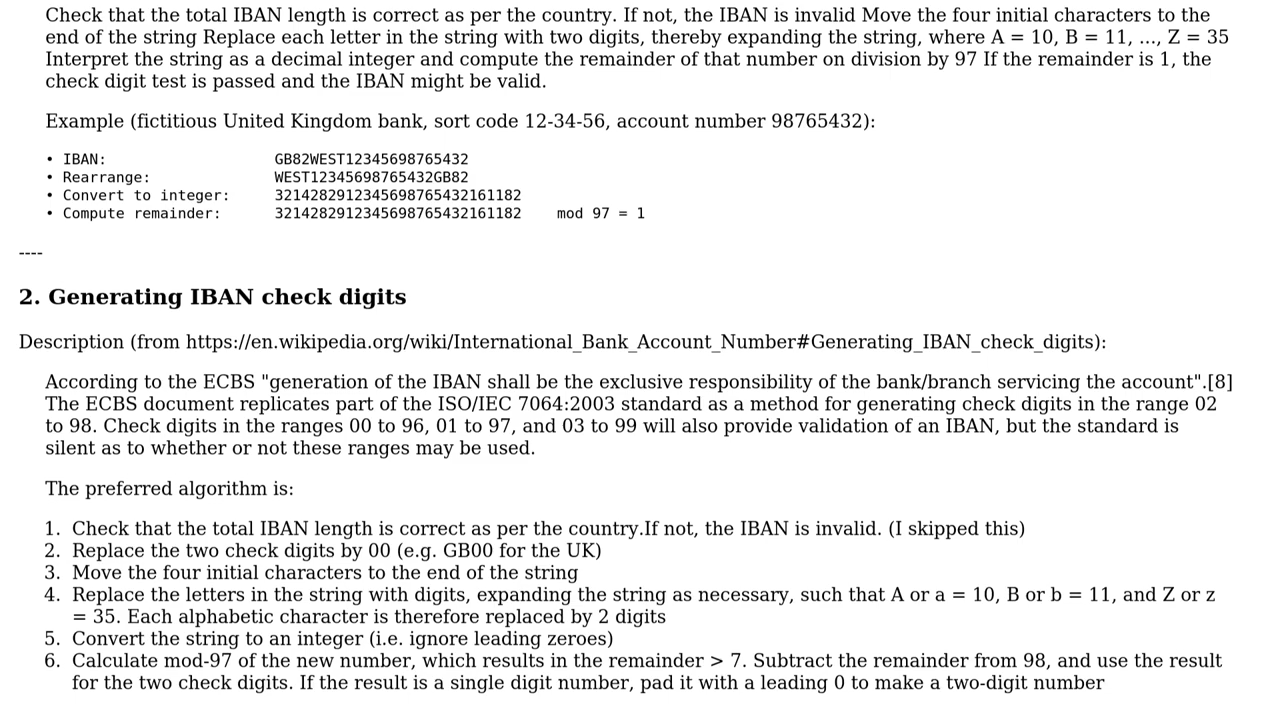 Check that the total IBAN length is correct as per the country. If not, the IBAN is invalid Move the four initial characters to the
end of the string Replace each letter in the string with two digits, thereby expanding the string, where A = 10, B = 11, ..., Z = 35
Interpret the string as a decimal integer and compute the remainder of that number on division by 97 If the remainder is 1, the
check digit test is passed and the IBAN might be valid.
Example (fictitious United Kingdom bank, sort code 12-34-56, account number 98765432):
• IBAN: GB82WEST12345698765432
• Rearrange: WEST12345698765432GB82
• Convert to integer: 3214282912345698765432161182
• Compute remainder: 3214282912345698765432161182 mod 97 = 1
----
2. Generating IBAN check digits
Description (from https://en.wikipedia.org/wiki/International_Bank_Account_Number#Generating_IBAN_check_digits):
According to the ECBS "generation of the IBAN shall be the exclusive responsibility of the bank/branch servicing the account".[8]
The ECBS document replicates part of the ISO/IEC 7064:2003 standard as a method for generating check digits in the range 02
to 98. Check digits in the ranges 00 to 96, 01 to 97, and 03 to 99 will also provide validation of an IBAN, but the standard is
silent as to whether or not these ranges may be used.
The preferred algorithm is:
1. Check that the total IBAN length is correct as per the country.If not, the IBAN is invalid. (I skipped this)
2. Replace the two check digits by 00 (e.g. GB00 for the UK)
3. Move the four initial characters to the end of the string
4. Replace the letters in the string with digits, expanding the string as necessary, such that A or a = 10, B or b = 11, and Z or z
= 35. Each alphabetic character is therefore replaced by 2 digits
5. Convert the string to an integer (i.e. ignore leading zeroes)
6. Calculate mod-97 of the new number, which results in the remainder > 7. Subtract the remainder from 98, and use the result
for the two check digits. If the result is a single digit number, pad it with a leading 0 to make a two-digit number